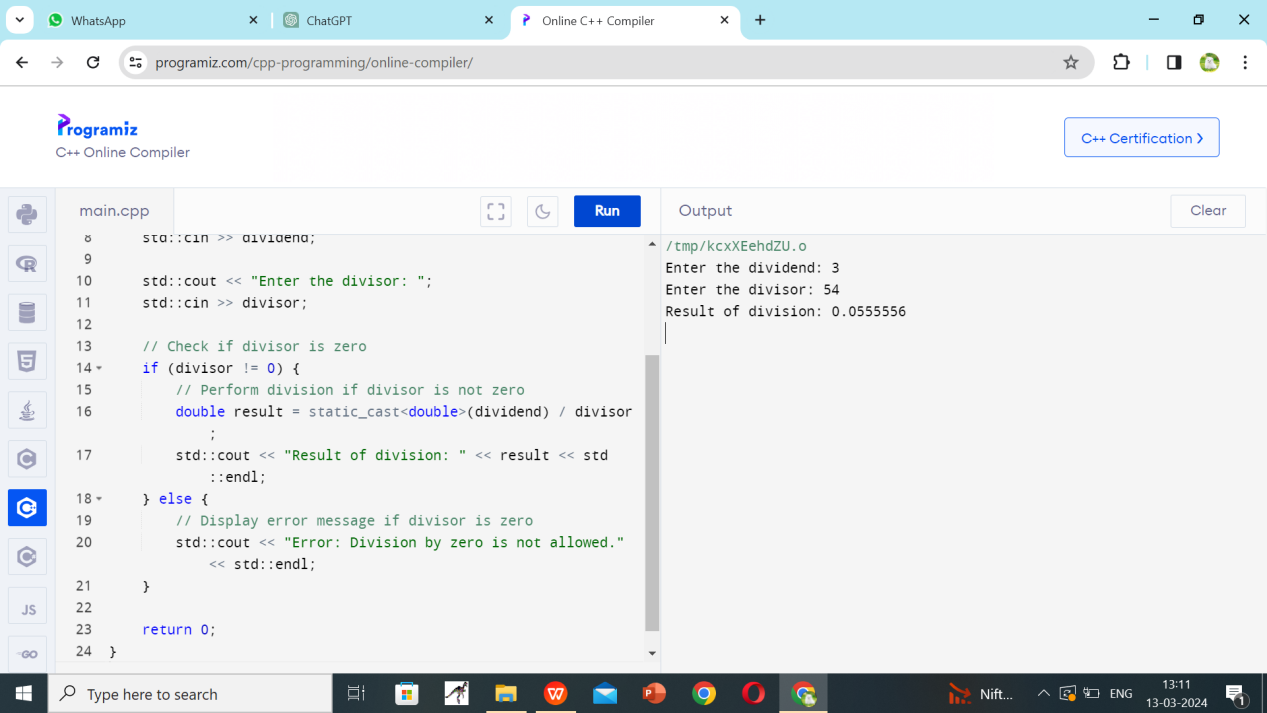 WhatsApp
ChatGPT
Online C++ Compiler
programiz.com/cpp-programming/online-compiler/
Programiz
C++ Online Compiler
C++ Certification
main.cpp
Run
Output
Clear
8 std::cin >> dividend;
9
10 std::cout << "Enter the divisor: ";
11 std::cin >> divisor;
12
13 // Check if divisor is zero
14 if (divisor != 0) {
15 // Perform division if divisor is not zero
16 double result = static_cast<double>(dividend) / divisor
;
17 std::cout << "Result of division: " << result << std
::endl;
18 } else {
19 // Display error message if divisor is zero
20 std::cout << "Error: Division by zero is not allowed."
<< std::endl;
21 }
22
23 return 0;
24 }
/tmp/kcxXEehdZU.o
Enter the dividend: 3
Enter the divisor: 54
Result of division: 0.0555556
JS
GO
Type here to search
Nift...
ENG
13:11
13-03-2024
1